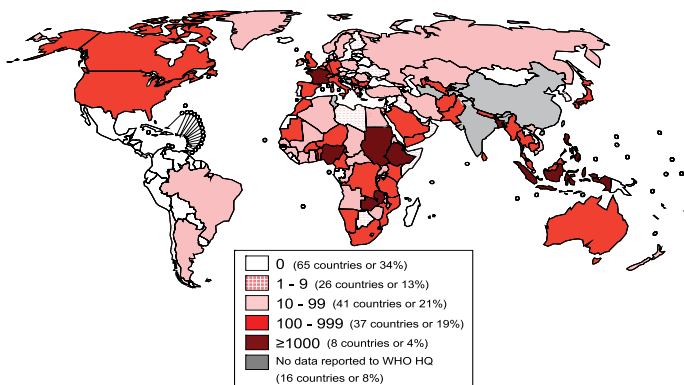 0 (65 countries or 34%)
1 - 9 (26 countries or 13%)
10 - 99 (41 countries or 21%)
100 - 999 (37 countries or 19%)
≥1000 (8 countries or 4%)
No data reported to WHO HQ
(16 countries or 8%)